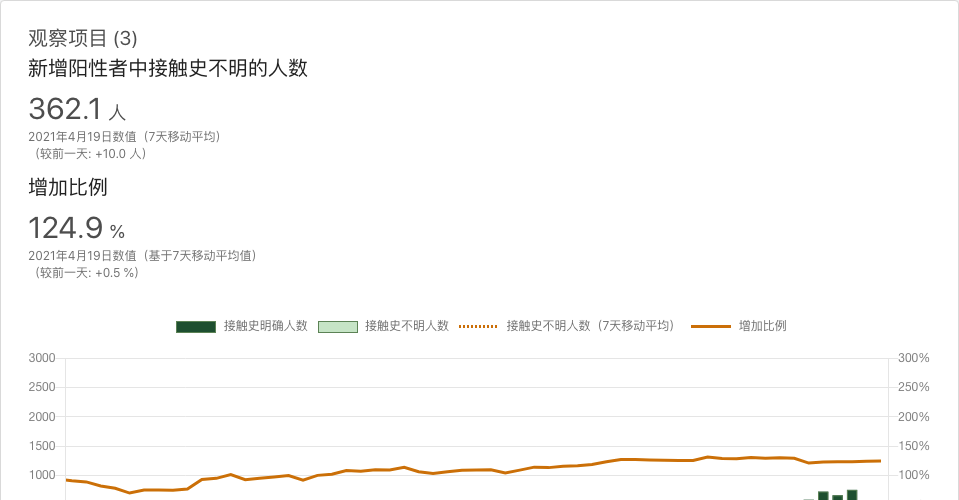 观察项目 (3)
新增阳性者中接触史不明的人数
362.1 人
2021年4月19日数值（7天移动平均）
（较前一天: +10.0 人）
增加比例
124.9 %
2021年4月19日数值（基于7天移动平均值）
（较前一天: +0.5 %）
接触史明确人数 接触史不明人数 接触史不明人数（7天移动平均） 增加比例
3000 300%
2500 250%
2000 200%
1500 150%
1000 100%